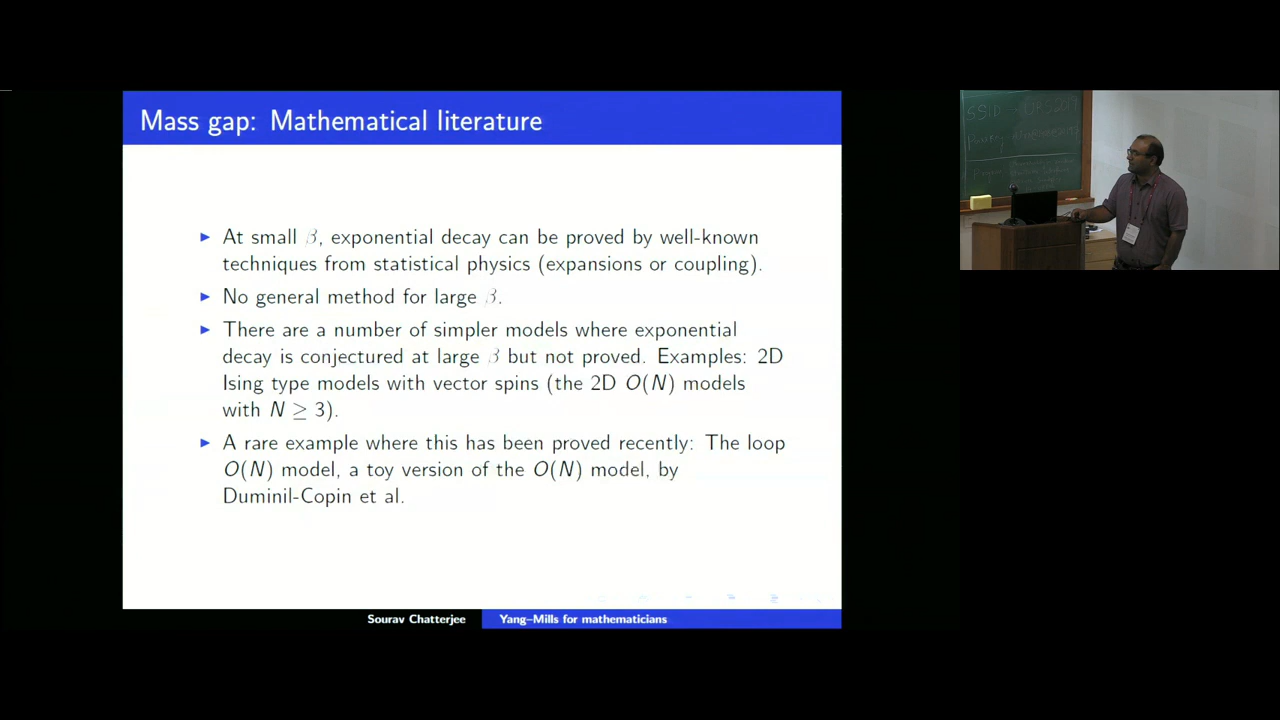 Mass gap: Mathematical literature
▶ At small β, exponential decay can be proved by well-known
techniques from statistical physics (expansions or coupling).
▶ No general method for large β.
▶ There are a number of simpler models where exponential
decay is conjectured at large β but not proved. Examples: 2D
Ising type models with vector spins (the 2D O(N) models
with N ≥ 3).
▶ A rare example where this has been proved recently: The loop
O(N) model, a toy version of the O(N) model, by
Duminil-Copin et al.
Sourav Chatterjee
Yang–Mills for mathematicians